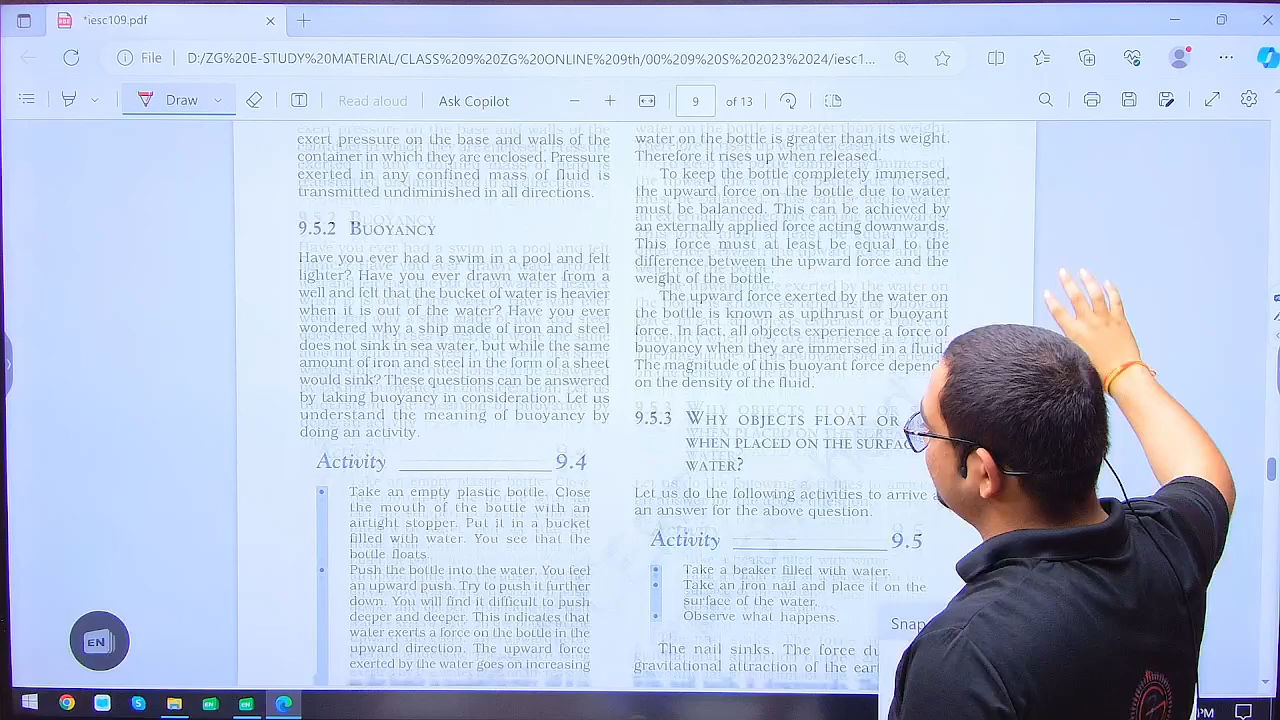 *iesc109.pdf
File
D:/ZG%20E-STUDY%20MATERIAL/CLASS%209%20ZG%20ONLINE%209th/00%209%20S%202023%2024/iesc1...
Draw
Read aloud
Ask Copilot
9
of 13
exert pressure on the base and walls of the
container in which they are enclosed. Pressure
exerted in any confined mass of fluid is
transmitted undiminished in all directions.
9.5.2 BUOYANCY
Have you ever had a swim in a pool and felt
lighter? Have you ever drawn water from a
well and felt that the bucket of water is heavier
when it is out of the water? Have you ever
wondered why a ship made of iron and steel
does not sink in sea water, but while the same
amount of iron and steel in the form of a sheet
would sink? These questions can be answered
by taking buoyancy in consideration. Let us
understand the meaning of buoyancy by
doing an activity.
Activity 9.4
• Take an empty plastic bottle. Close
the mouth of the bottle with an
airtight stopper. Put it in a bucket
filled with water. You see that the
bottle floats.
• Push the bottle into the water. You feel
an upward push. Try to push it further
down. You will find it difficult to push
deeper and deeper. This indicates that
water exerts a force on the bottle in the
upward direction. The upward force
exerted by the water goes on increasing
water on the bottle is greater than its weight.
Therefore it rises up when released.
To keep the bottle completely immersed,
the upward force on the bottle due to water
must be balanced. This can be achieved by
an externally applied force acting downwards.
This force must at least be equal to the
difference between the upward force and the
weight of the bottle.
The upward force exerted by the water on
the bottle is known as upthrust or buoyant
force. In fact, all objects experience a force of
buoyancy when they are immersed in a fluid.
The magnitude of this buoyant force depend
on the density of the fluid.
9.5.3 WHY OBJECTS FLOAT OR
WHEN PLACED ON THE SURFAC
WATER?
Let us do the following activities to arrive a
an answer for the above question.
Activity 9.5
• Take a beaker filled with water.
• Take an iron nail and place it on the
surface of the water.
• Observe what happens.
Snap
The nail sinks. The force du
gravitational attraction of the ear
EN
PM